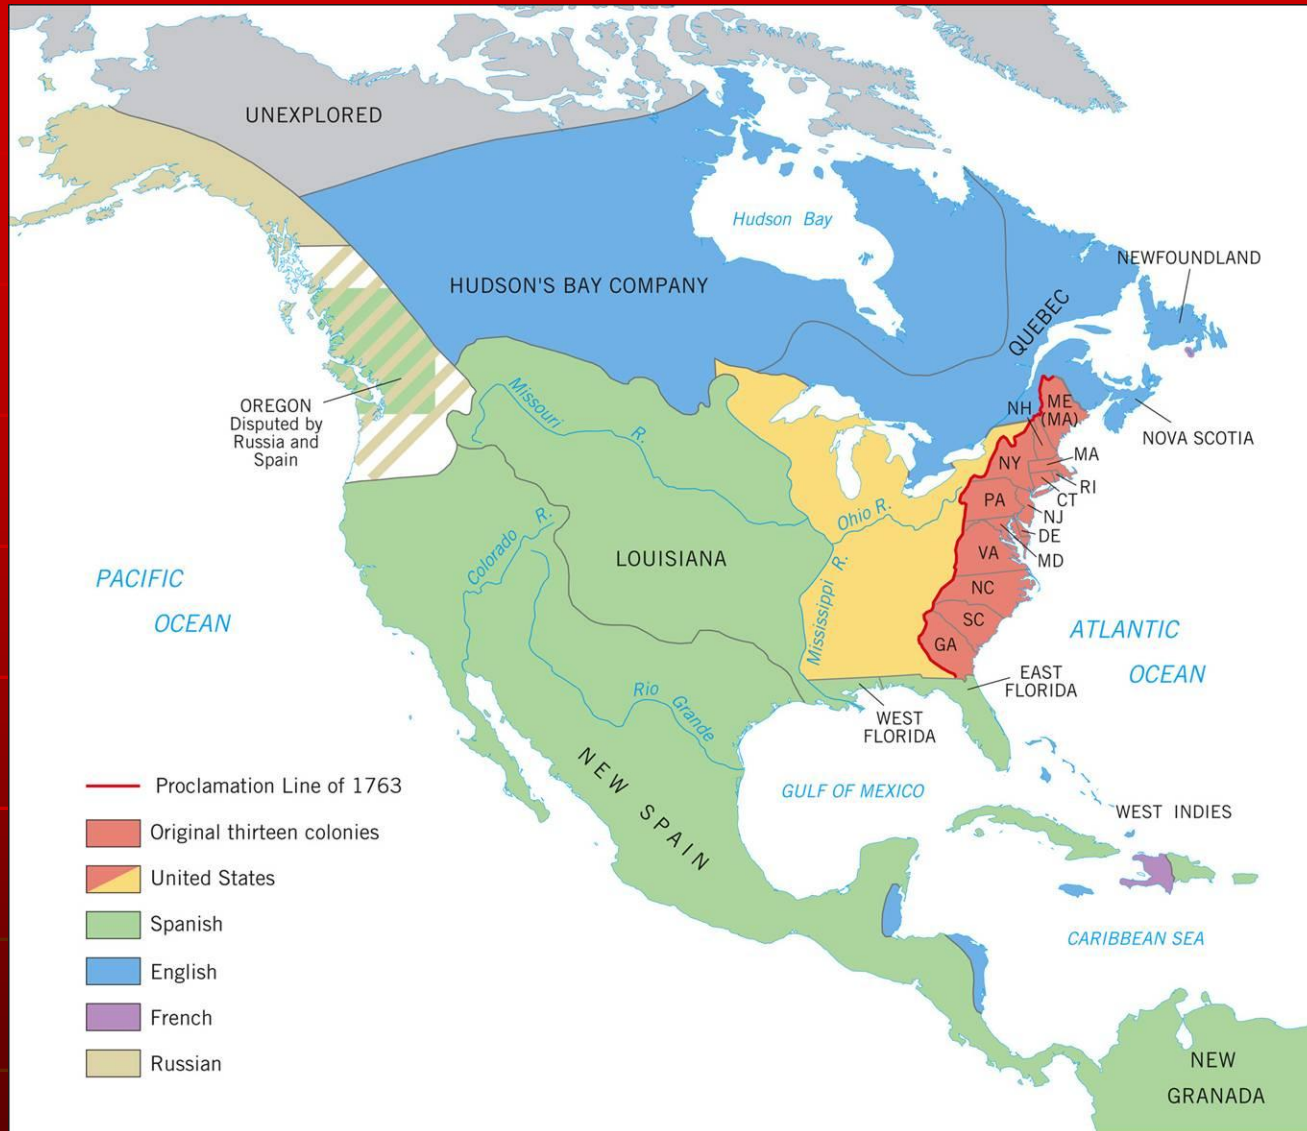 UNEXPLORED
Hudson Bay
NEWFOUNDLAND
HUDSON'S BAY COMPANY
QUEBEC
OREGON
Disputed by
Russia and
Spain
Missouri
R.
NH
ME
(MA)
NOVA SCOTIA
NY
MA
RI
CT
PA
NJ
DE
MD
Ohio R.
VA
Colorado R.
LOUISIANA
NC
PACIFIC
OCEAN
Mississippi R.
SC
GA
ATLANTIC
OCEAN
EAST
FLORIDA
Rio Grande
WEST
FLORIDA
NEW SPAIN
GULF OF MEXICO
WEST INDIES
CARIBBEAN SEA
NEW
GRANADA
Proclamation Line of 1763
Original thirteen colonies
United States
Spanish
English
French
Russian